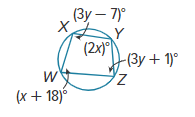 (3y – 7)°
X
Y
(2x)°
(3y + 1)°
W
Z
(x + 18)°